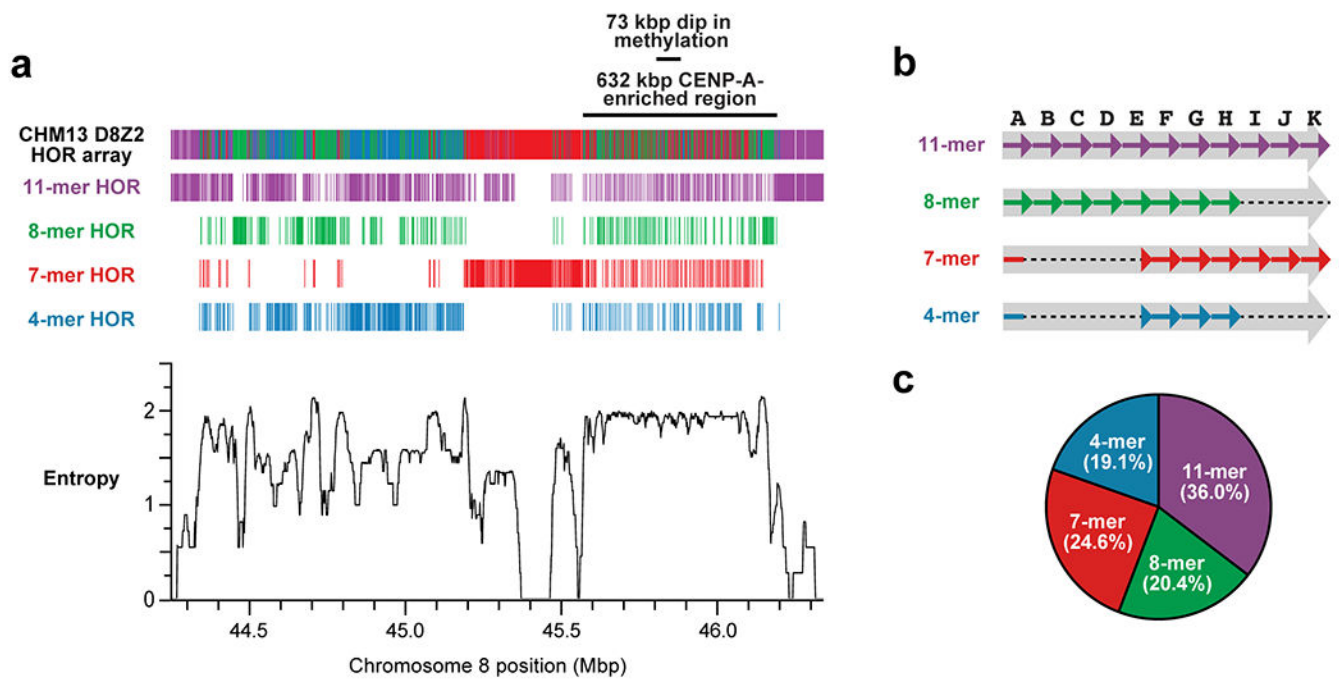 a
73 kbp dip in
methylation
632 kbp CENP-A-
enriched region
CHM13 D8Z2
HOR array
11-mer HOR
8-mer HOR
7-mer HOR
4-mer HOR
Entropy
2
1
0
44.5 45.0 45.5 46.0
Chromosome 8 position (Mbp)
b
A B C D E F G H I J K
11-mer
8-mer
7-mer
4-mer
c
4-mer
(19.1%)
11-mer
(36.0%)
7-mer
(24.6%)
8-mer
(20.4%)